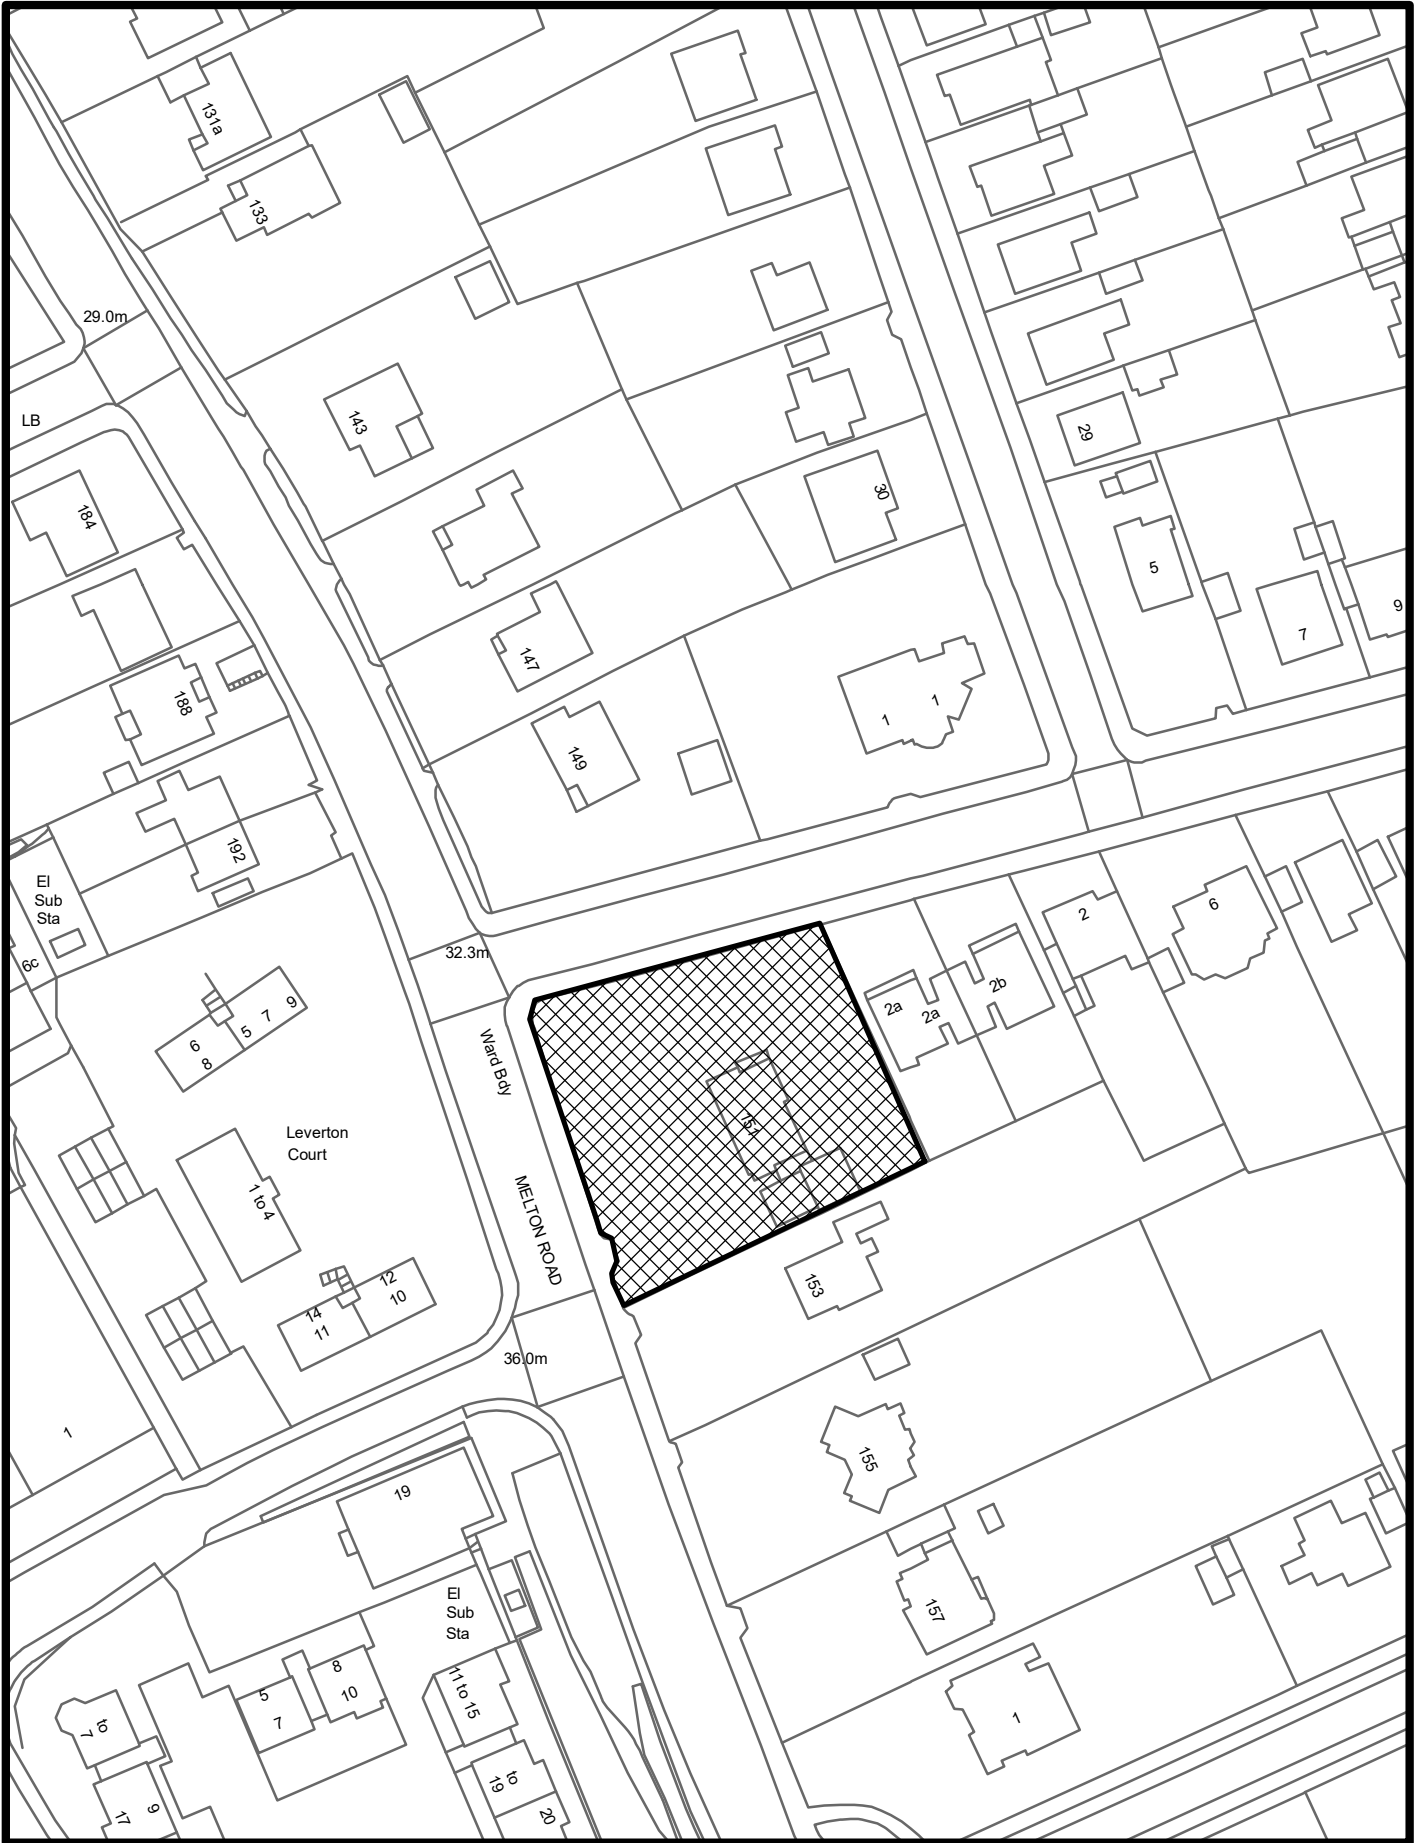 131a
133
29.0m
LB
143
184
30
29
5
7
9
147
188
149
1
1
192
El
Sub
Sta
6c
32.3m
2
6
2a
2a
2b
6
8
5
7
9
Ward Bdy
151
Leverton
Court
1 to 4
MELTON ROAD
12
10
14
11
153
36.0m
1
155
19
157
El
Sub
Sta
8
10
5
7
11 to 15
1
7
to
19
to
20
17
9